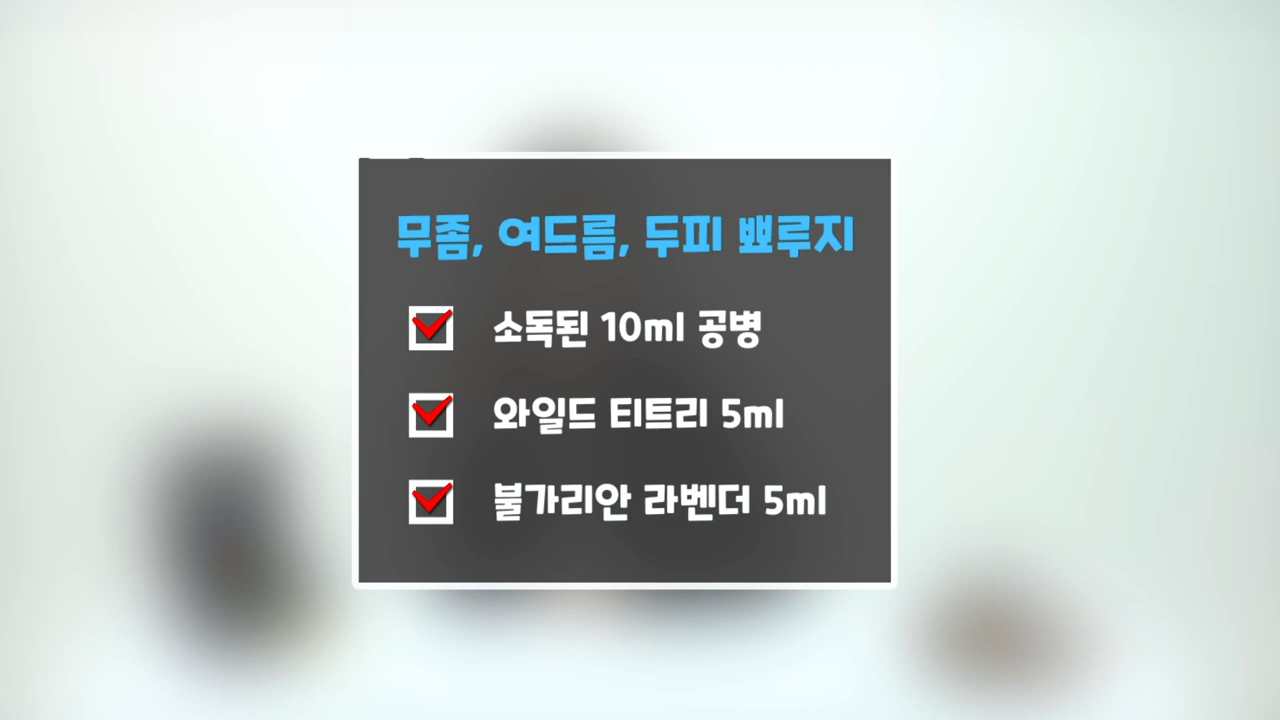 무좀, 여드름, 두피 뾰루지
소독된 10ml 공병
와일드 티트리 5ml
불가리안 라벤더 5ml